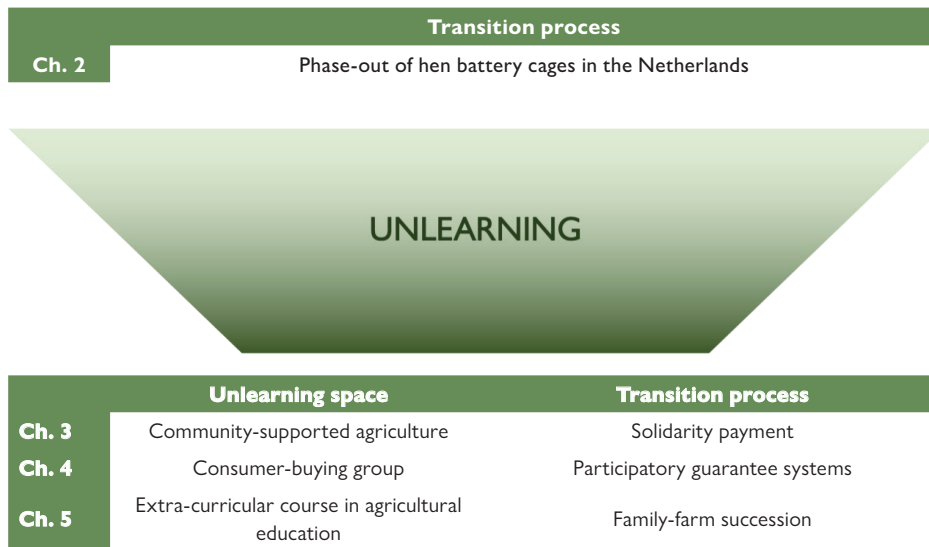 Transition process
Ch. 2 Phase-out of hen battery cages in the Netherlands
UNLEARNING
Unlearning space Transition process
Ch. 3 Community-supported agriculture Solidarity payment
Ch. 4 Consumer-buying group Participatory guarantee systems
Ch. 5 Extra-curricular course in agricultural
education Family-farm succession